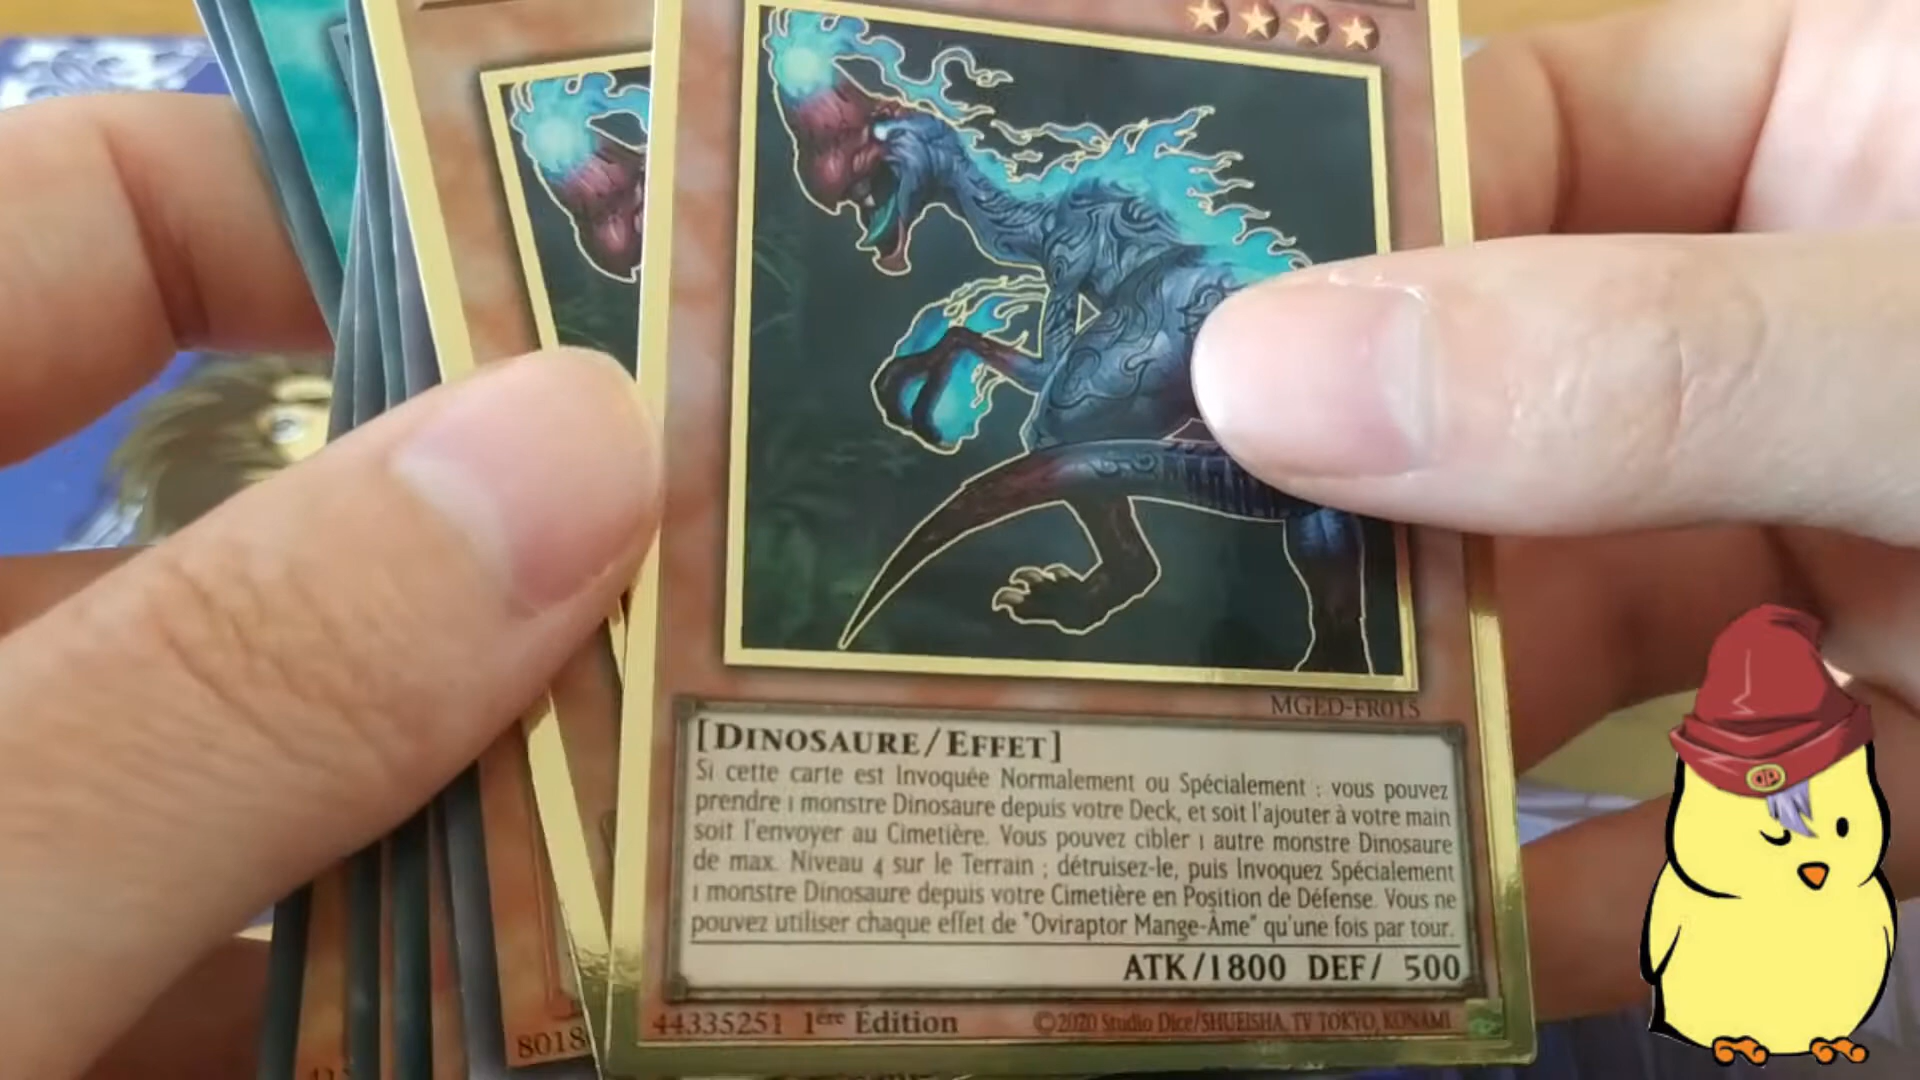 MGED-FR015
[DINOSAURE/EFFET]
Si cette carte est Invoquée Normalement ou Spécialement : vous pouvez
prendre 1 monstre Dinosaure depuis votre Deck, et soit l'ajouter à votre main
soit l'envoyer au Cimetière. Vous pouvez cibler 1 autre monstre Dinosaure
de max. Niveau 4 sur le Terrain ; détruisez-le, puis Invoquez Spécialement
1 monstre Dinosaure depuis votre Cimetière en Position de Défense. Vous ne
pouvez utiliser chaque effet de "Oviraptor Mange-Âme" qu'une fois par tour.
ATK/1800 DEF/ 500
44335251 1ère Édition ©2020 Studio Dice/SHUEISHA, TV TOKYO, KONAMI
8018